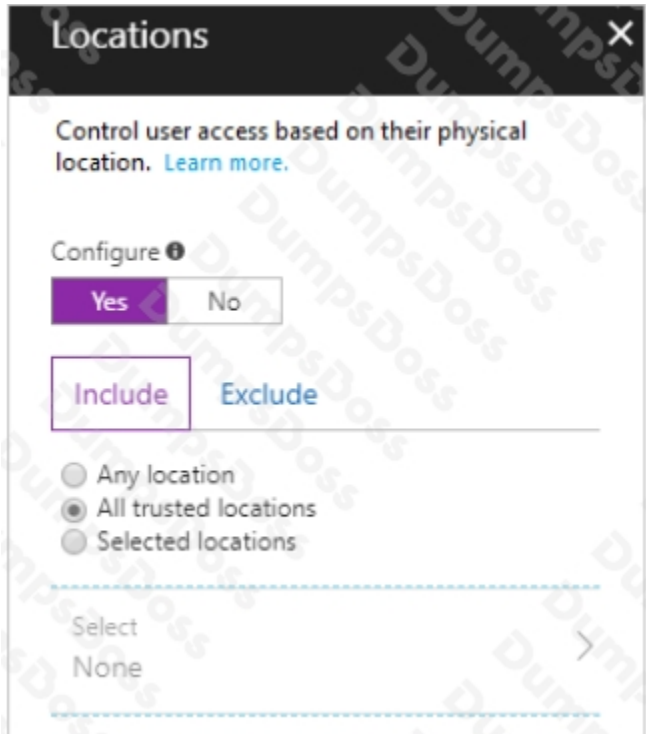 Locations
Control user access based on their physical
location. Learn more.
Configure
Yes No
Include Exclude
Any location
All trusted locations
Selected locations
Select
None
DumpsDoss